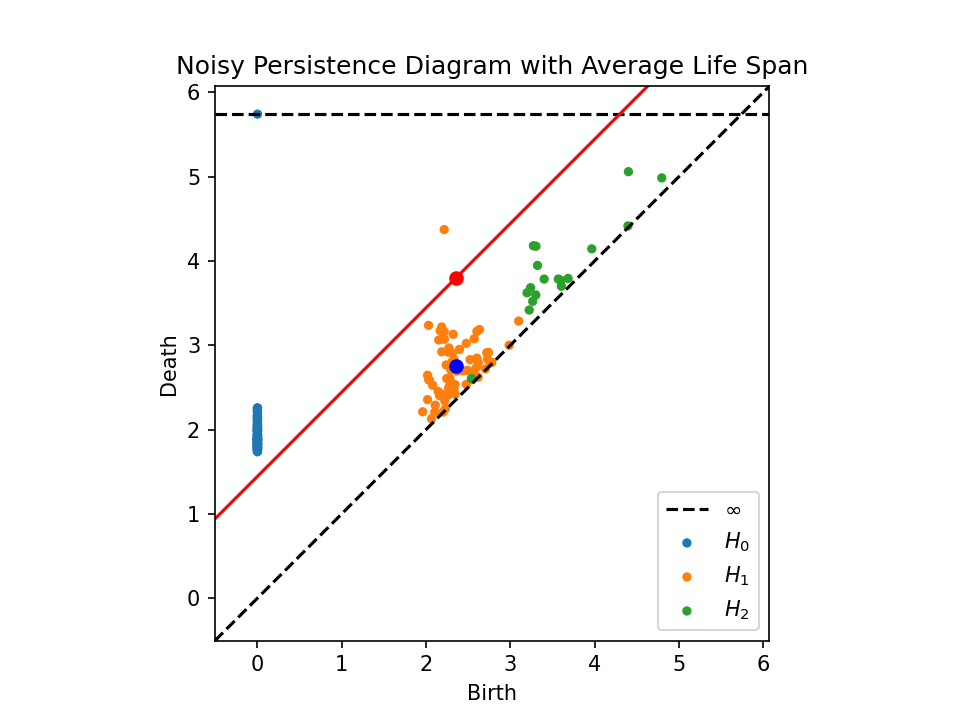 Noisy Persistence Diagram with Average Life Span
6
5
4
3
2
1
0
Death
∞
H₀
H₁
H₂
0 1 2 3 4 5 6
Birth